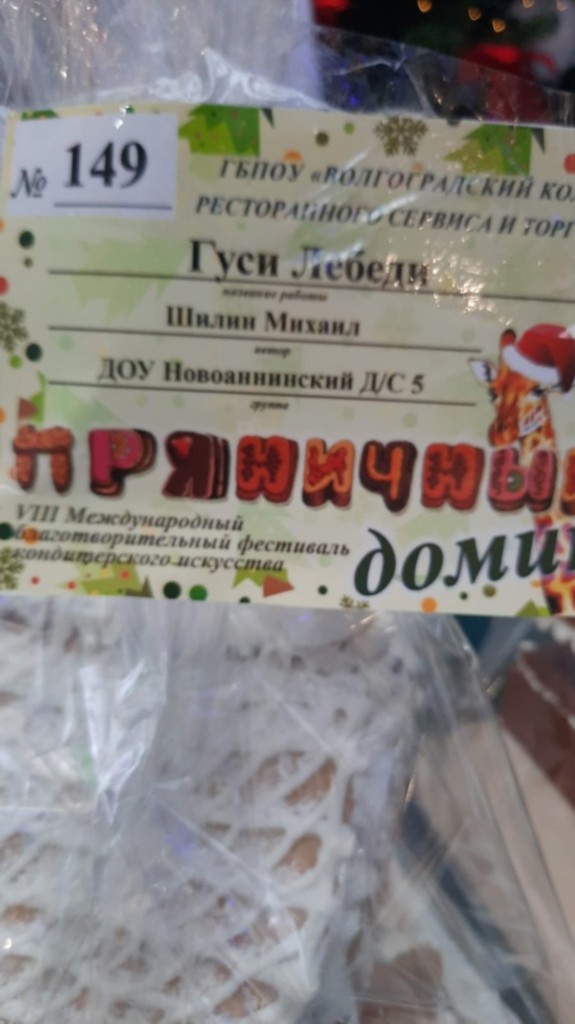 № 149
ГБПОУ «ВОЛГОГРАДСКИЙ КО
РЕСТОРАННОГО СЕРВИСА И ТОРГ
Гуси Лебеди
название работы
Шилин Михаил
автор
ДОУ Новоаннинский Д/С 5
группа
ПРЯНИЧНЫ
VIII Международный
благотворительный фестиваль
кондитерского искусства
доми